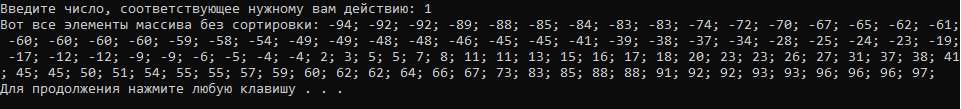 Введите число, соответствующее нужному вам действию: 1
Вот все элементы массива без сортировки: -94; -92; -92; -89; -88; -85; -84; -83; -83; -74; -72; -70; -67; -65; -62; -61;
-60; -60; -60; -60; -59; -58; -54; -49; -49; -48; -48; -46; -45; -45; -41; -39; -38; -37; -34; -28; -25; -24; -23; -19;
-17; -12; -12; -9; -9; -6; -5; -4; -4; 2; 3; 5; 5; 7; 8; 11; 11; 13; 15; 16; 17; 18; 20; 23; 23; 26; 27; 31; 37; 38; 41
; 45; 45; 50; 51; 54; 55; 55; 57; 59; 60; 62; 62; 64; 66; 67; 73; 83; 85; 88; 88; 91; 92; 92; 93; 93; 96; 96; 96; 97;
Для продолжения нажмите любую клавишу . . .